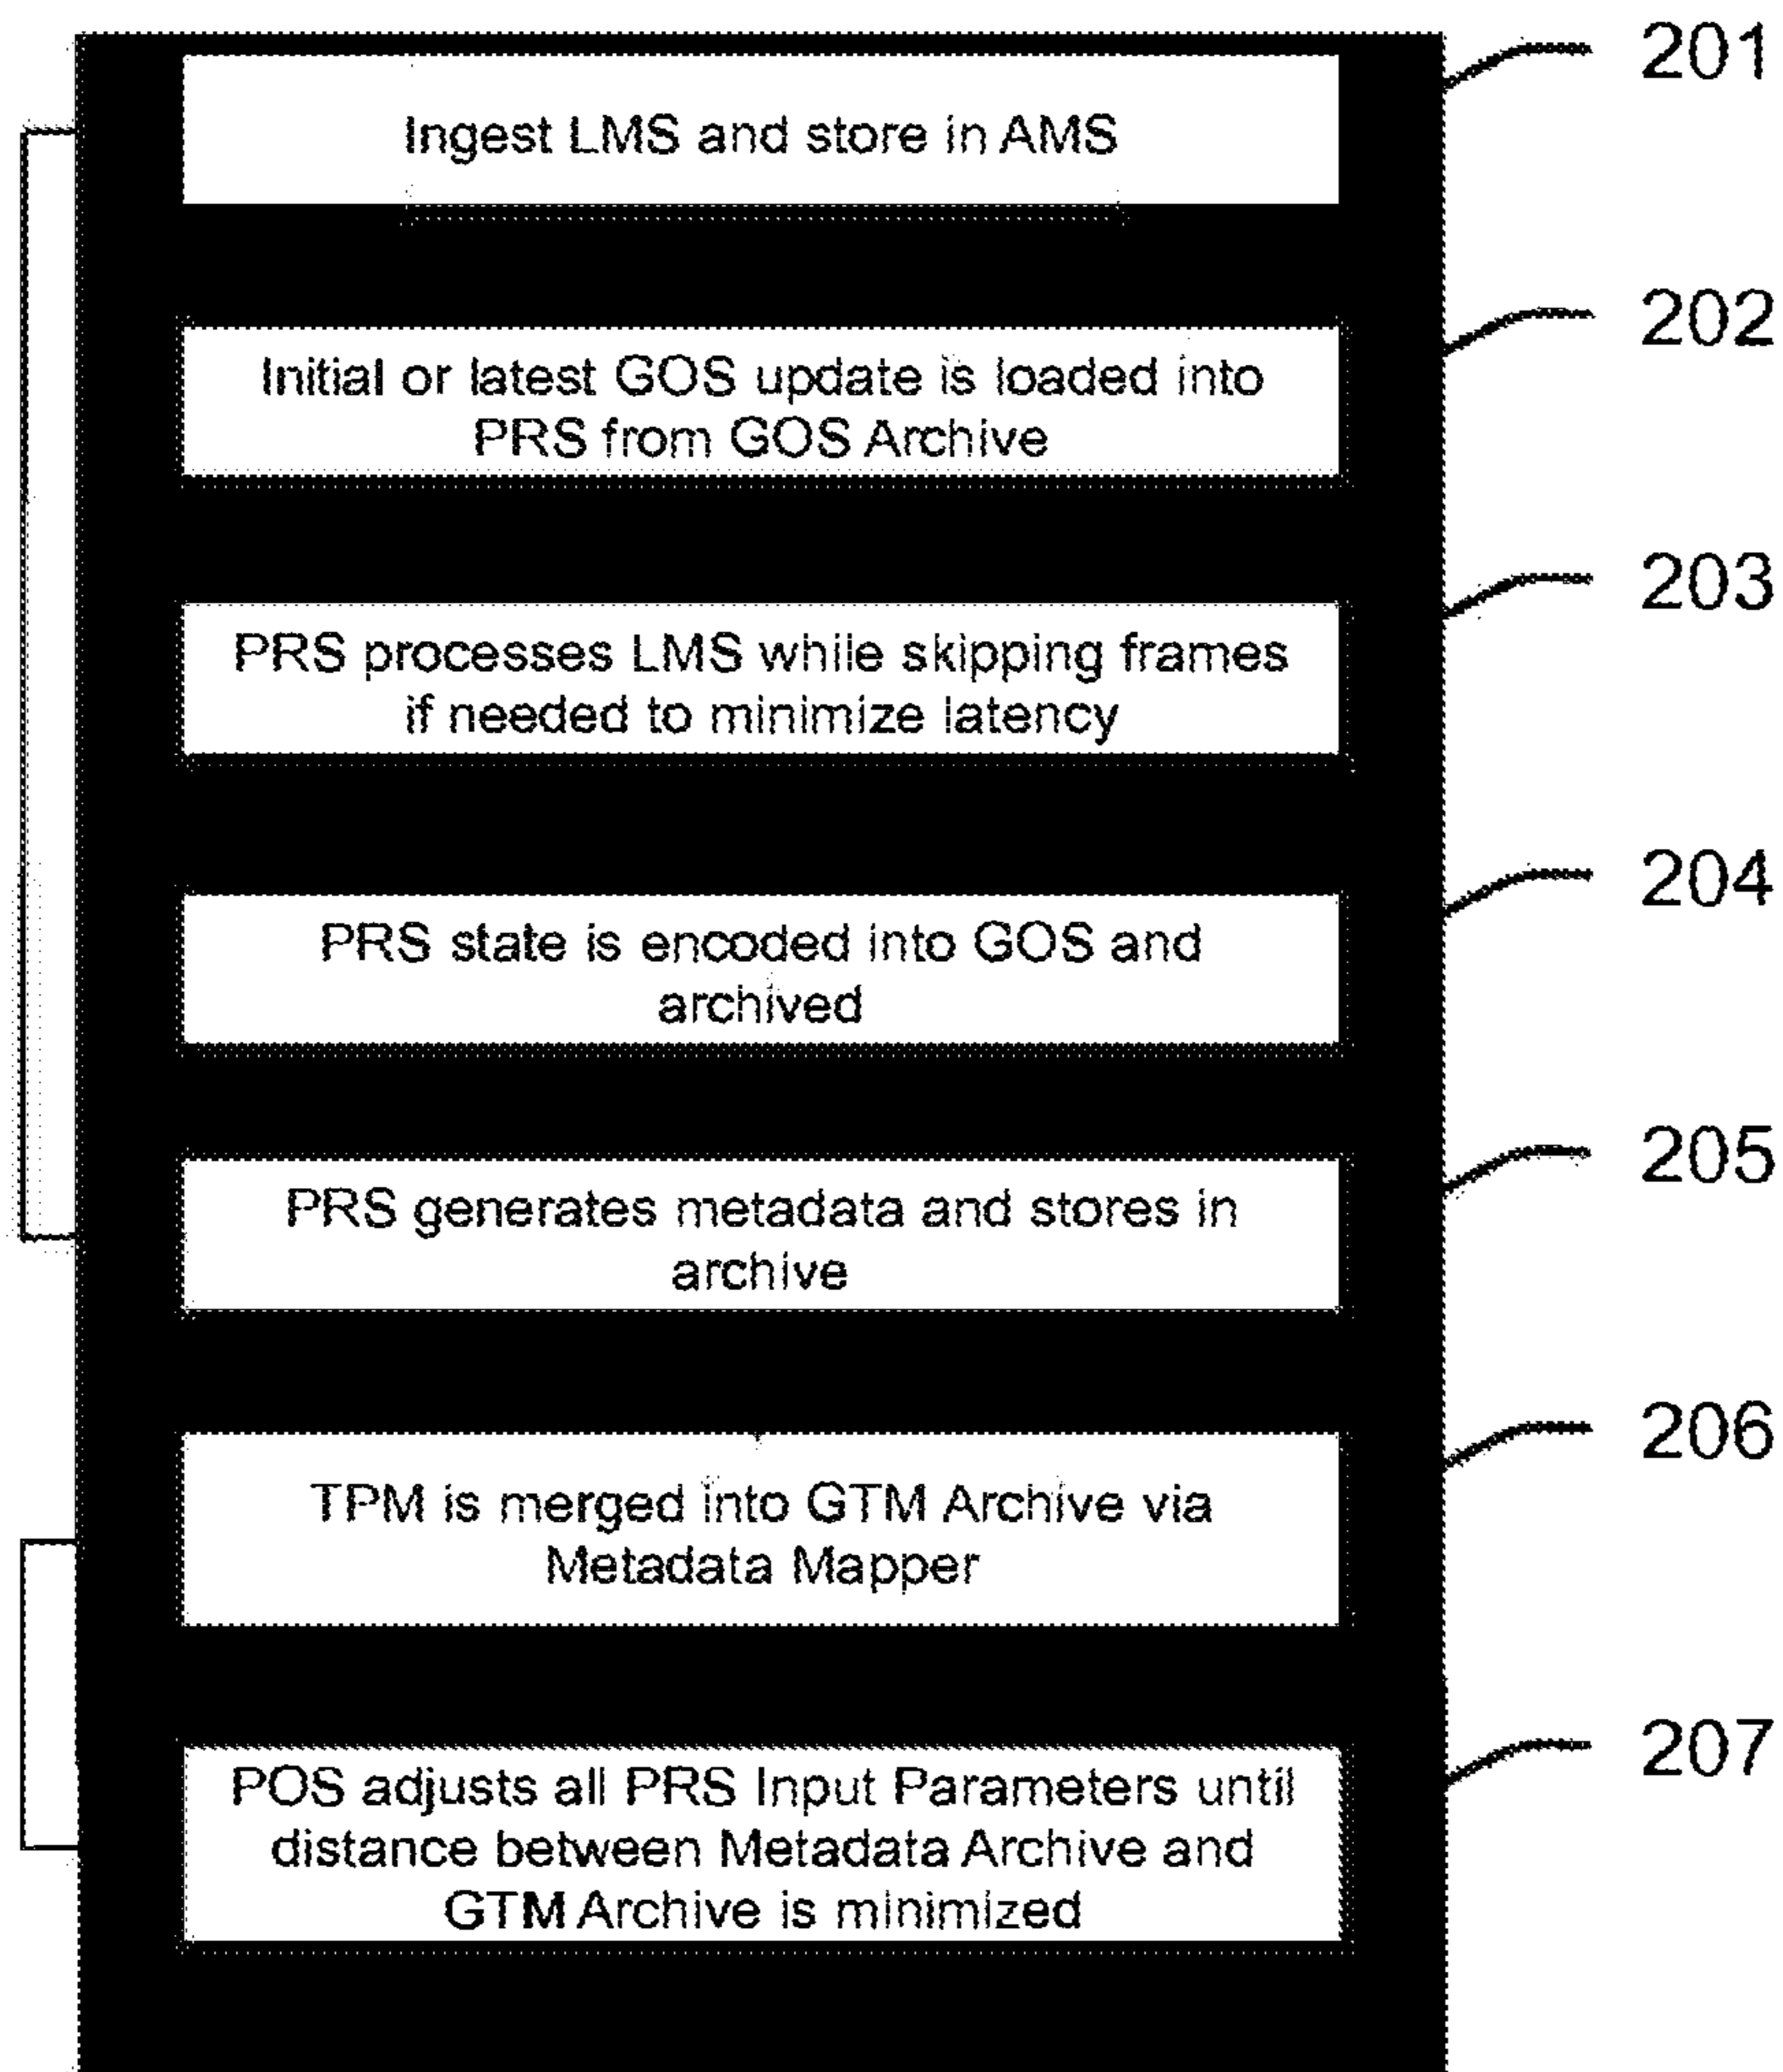 201
Ingest LMS and store in AMS
202
Initial or latest GOS update is loaded into
PRS from GOS Archive
203
PRS processes LMS while skipping frames
if needed to minimize latency
204
PRS state is encoded into GOS and
archived
205
PRS generates metadata and stores in
archive
206
TPM is merged into GTM Archive via
Metadata Mapper
207
POS adjusts all PRS Input Parameters until
distance between Metadata Archive and
GTM Archive is minimized